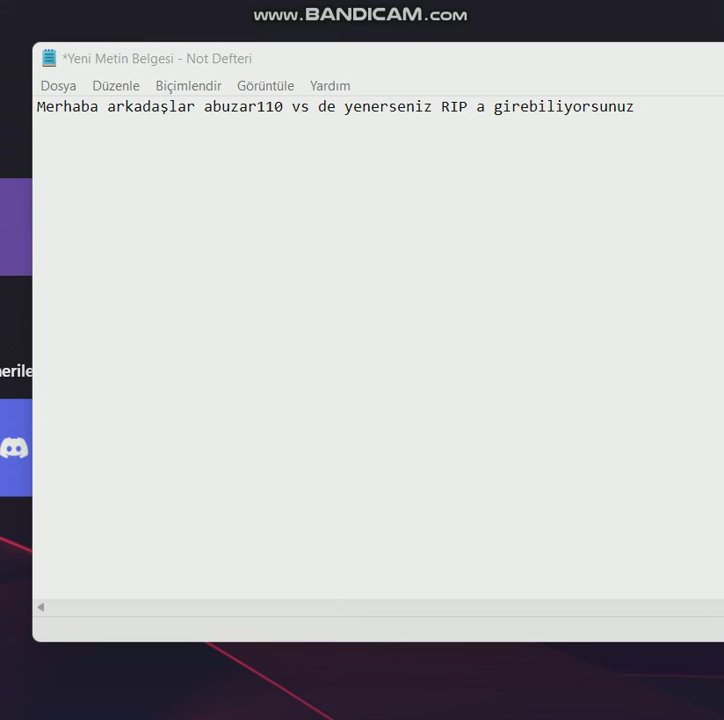 www.BANDICAM.com
*Yeni Metin Belgesi - Not Defteri
Dosya Düzenle Biçimlendir Görüntüle Yardım
Merhaba arkadaşlar abuzar110 vs de yenerseniz RIP a girebiliyorsunuz
nerile